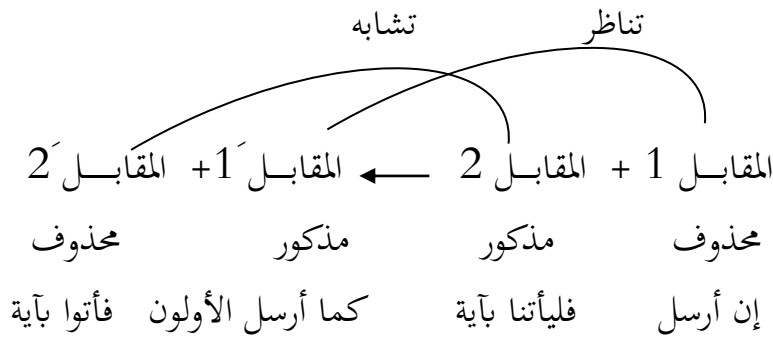 تناظر تشابه
المقابل 1 + المقابل 2 ← المقابل َ1 + المقابل َ2
محذوف مذكور مذكور محذوف
إن أرسل فليأتنا بآية كما أرسل الأولون فأتوا بآية